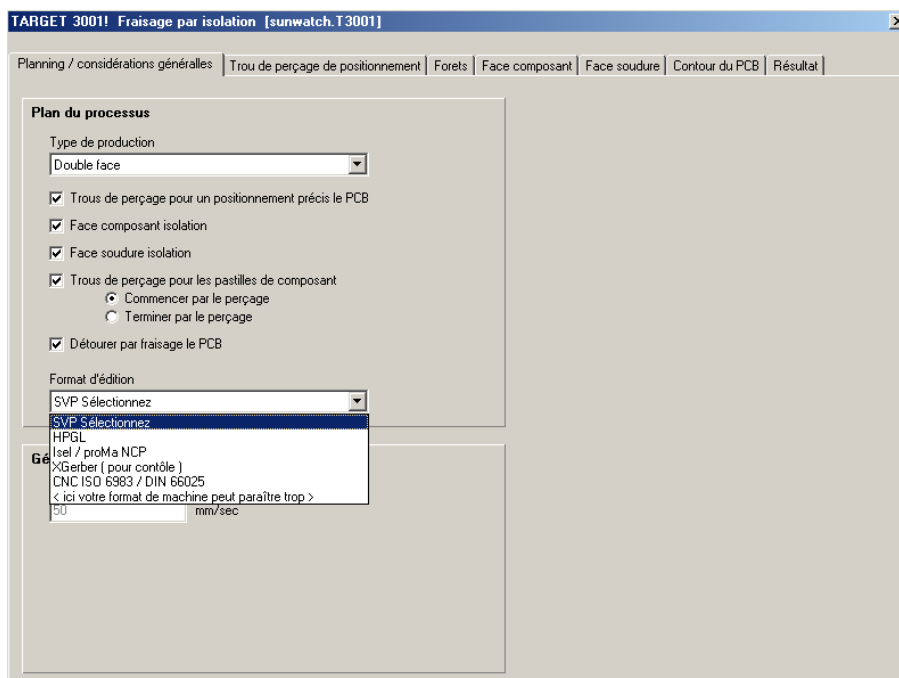 TARGET 3001! Fraisage par isolation [sunwatch.T3001]
Planning / considérations générales Trou de perçage de positionnement Forets Face composant Face soudure Contour du PCB Résultat
Plan du processus
Type de production
Double face
Trous de perçage pour un positionnement précis le PCB
Face composant isolation
Face soudure isolation
Trous de perçage pour les pastilles de composant
Commencer par le perçage
Terminer par le perçage
Détourer par fraisage le PCB
Format d'édition
SVP Sélectionnez
SVP Sélectionnez
HPGL
Isel / proMa NCP
Gé
XGerber ( pour contôle )
CNC ISO 6983 / DIN 66025
< ici votre format de machine peut paraître trop >
50 mm/sec